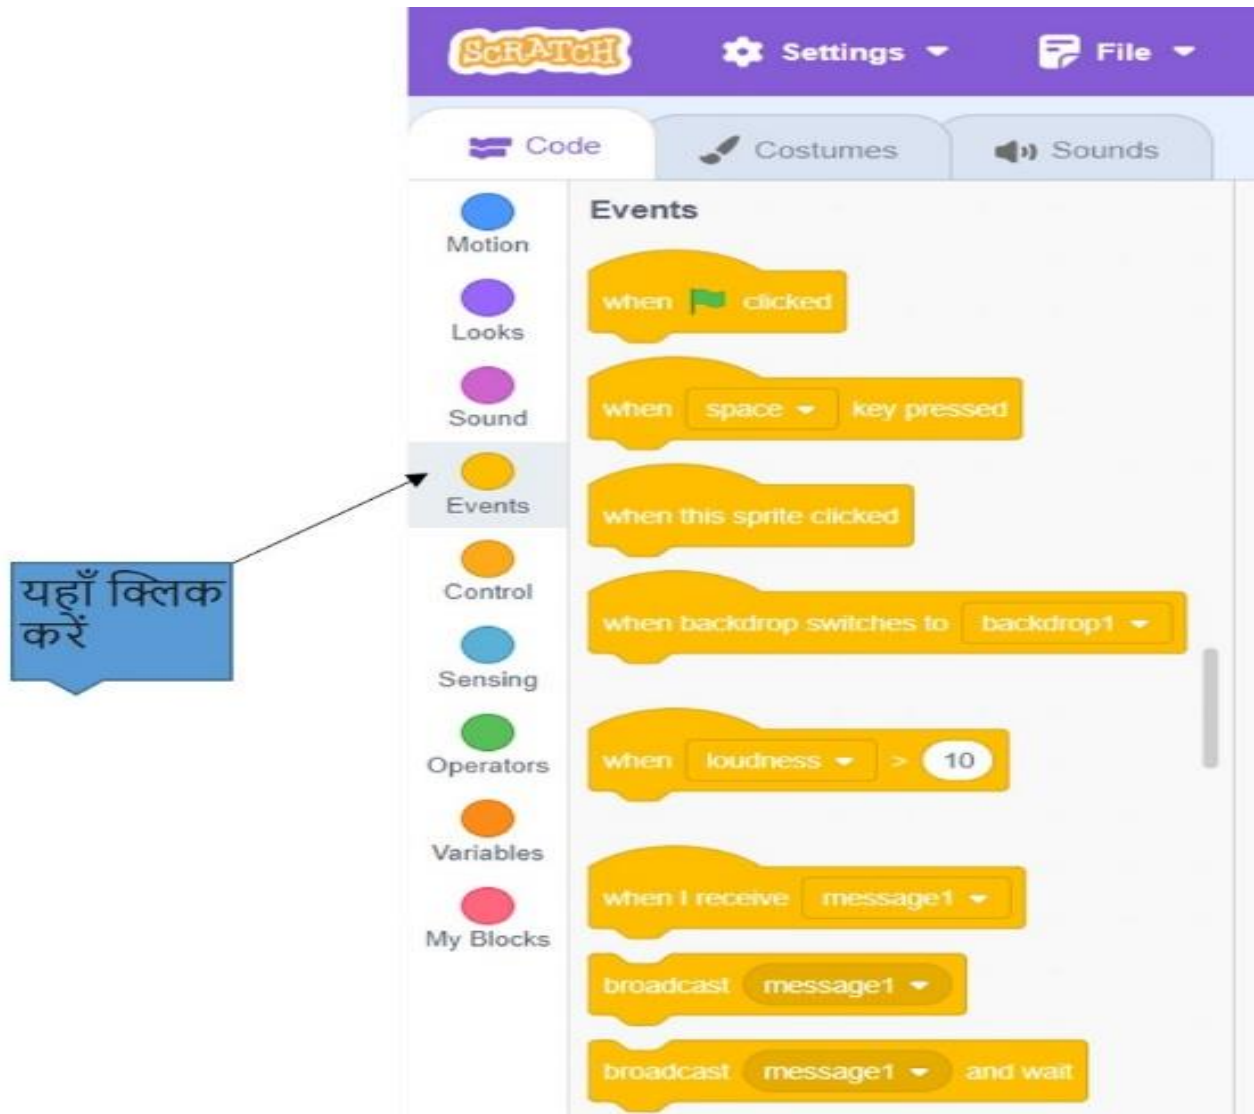 SCRATCH Settings File
Code Costumes Sounds
Motion
Looks
Sound
Events
Control
Sensing
Operators
Variables
My Blocks
Events
when clicked
when space key pressed
when this sprite clicked
when backdrop switches to backdrop1
when loudness > 10
when I receive message1
broadcast message1
broadcast message1 and wait
यहाँ क्लिक
करें